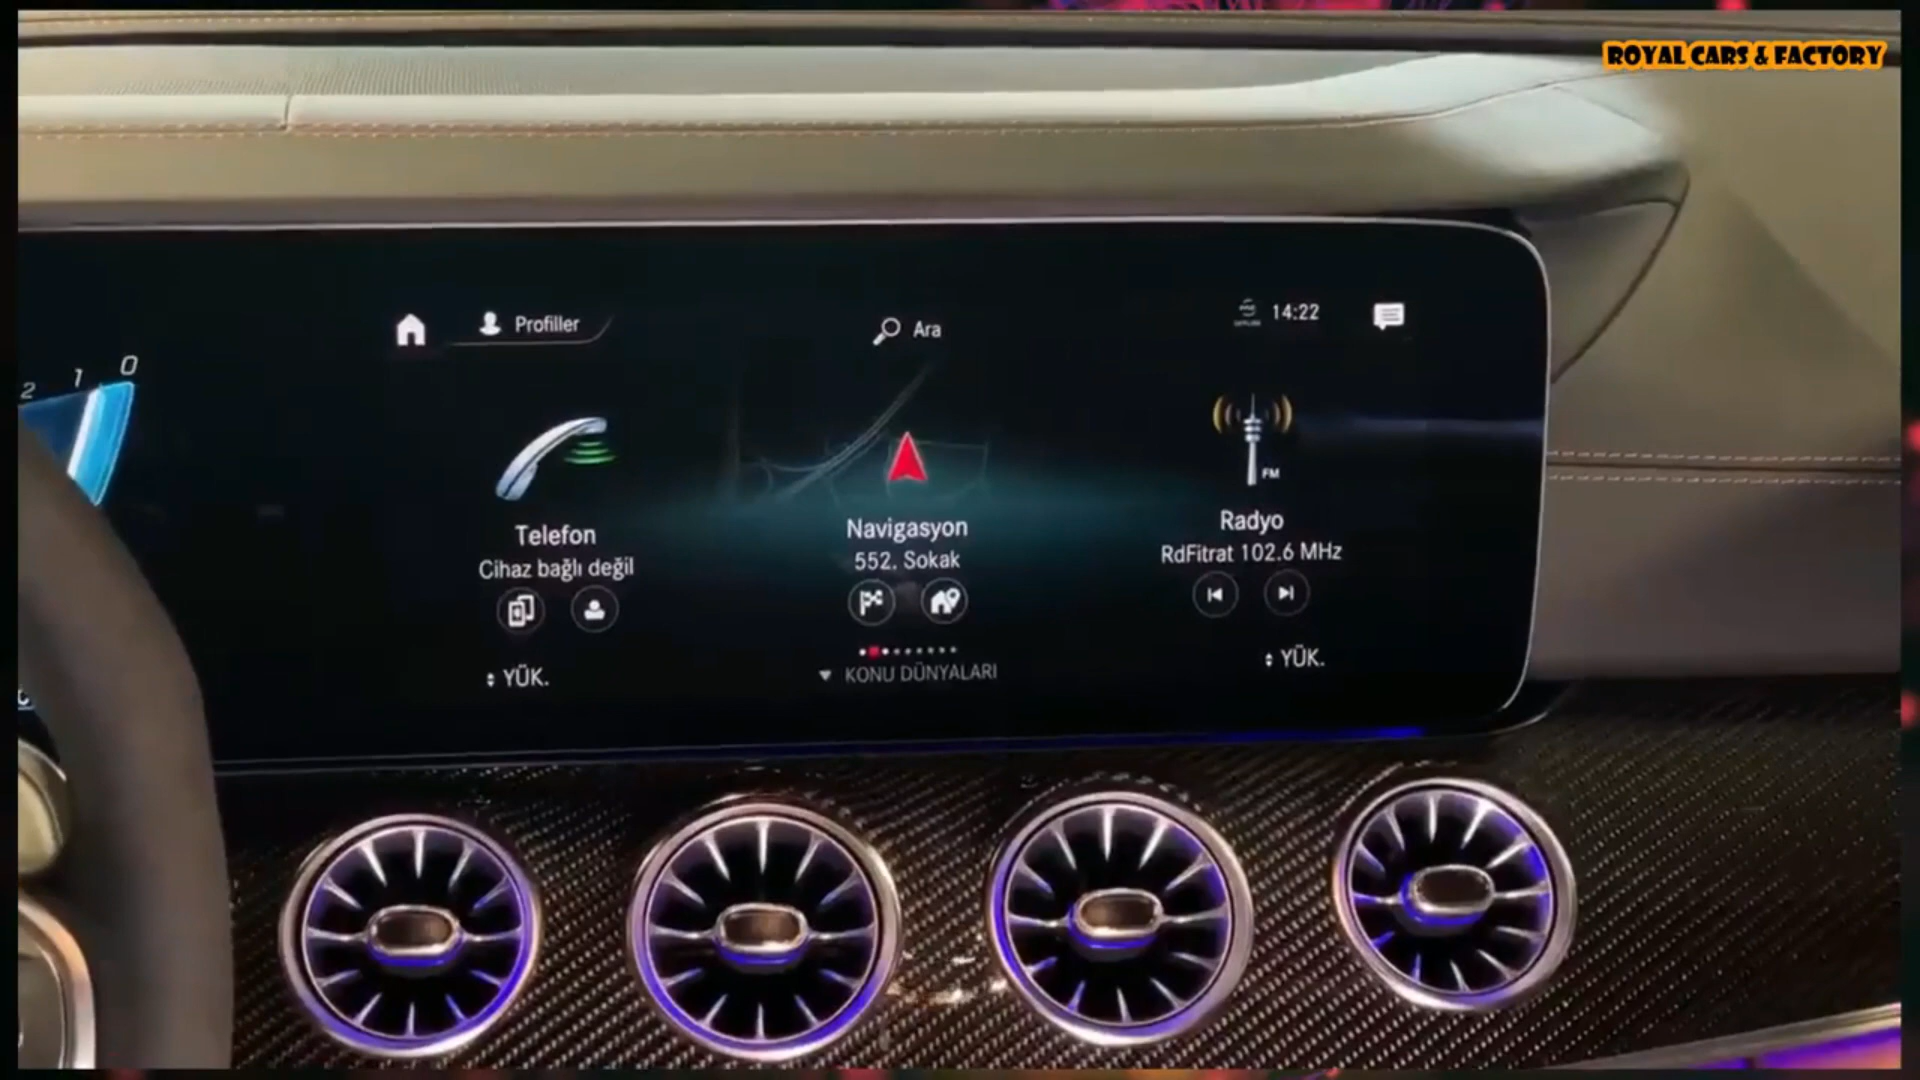 ROYAL CARS & FACTORY
2 1 0
Profiller
Ara
14:22
FM
Telefon
Cihaz bağlı değil
YÜK.
Navigasyon
552. Sokak
KONU DÜNYALARI
Radyo
RdFitrat 102.6 MHz
YÜK.